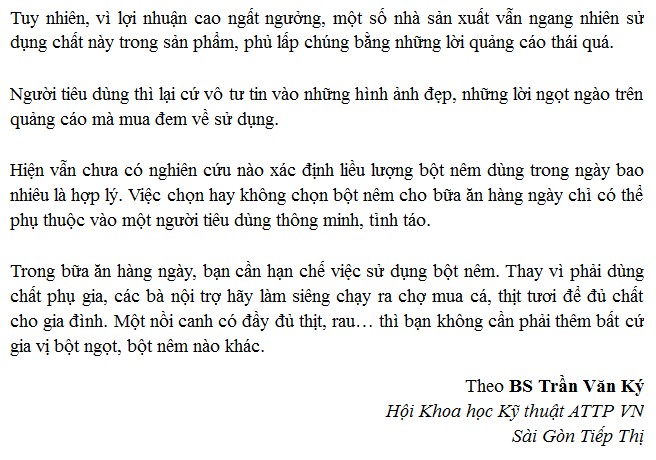 Tuy nhiên, vì lợi nhuận cao ngất ngưởng, một số nhà sản xuất vẫn ngang nhiên sử
dụng chất này trong sản phẩm, phủ lấp chúng bằng những lời quảng cáo thái quá.
Người tiêu dùng thì lại cứ vô tư tin vào những hình ảnh đẹp, những lời ngọt ngào trên
quảng cáo mà mua đem về sử dụng.
Hiện vẫn chưa có nghiên cứu nào xác định liều lượng bột nêm dùng trong ngày bao
nhiêu là hợp lý. Việc chọn hay không chọn bột nêm cho bữa ăn hàng ngày chỉ có thể
phụ thuộc vào một người tiêu dùng thông minh, tỉnh táo.
Trong bữa ăn hàng ngày, bạn cần hạn chế việc sử dụng bột nêm. Thay vì phải dùng
chất phụ gia, các bà nội trợ hãy làm siêng chạy ra chợ mua cá, thịt tươi để đủ chất
cho gia đình. Một nồi canh có đầy đủ thịt, rau… thì bạn không cần phải thêm bất cứ
gia vị bột ngọt, bột nêm nào khác.
Theo BS Trần Văn Ký
Hội Khoa học Kỹ thuật ATTP VN
Sài Gòn Tiếp Thị